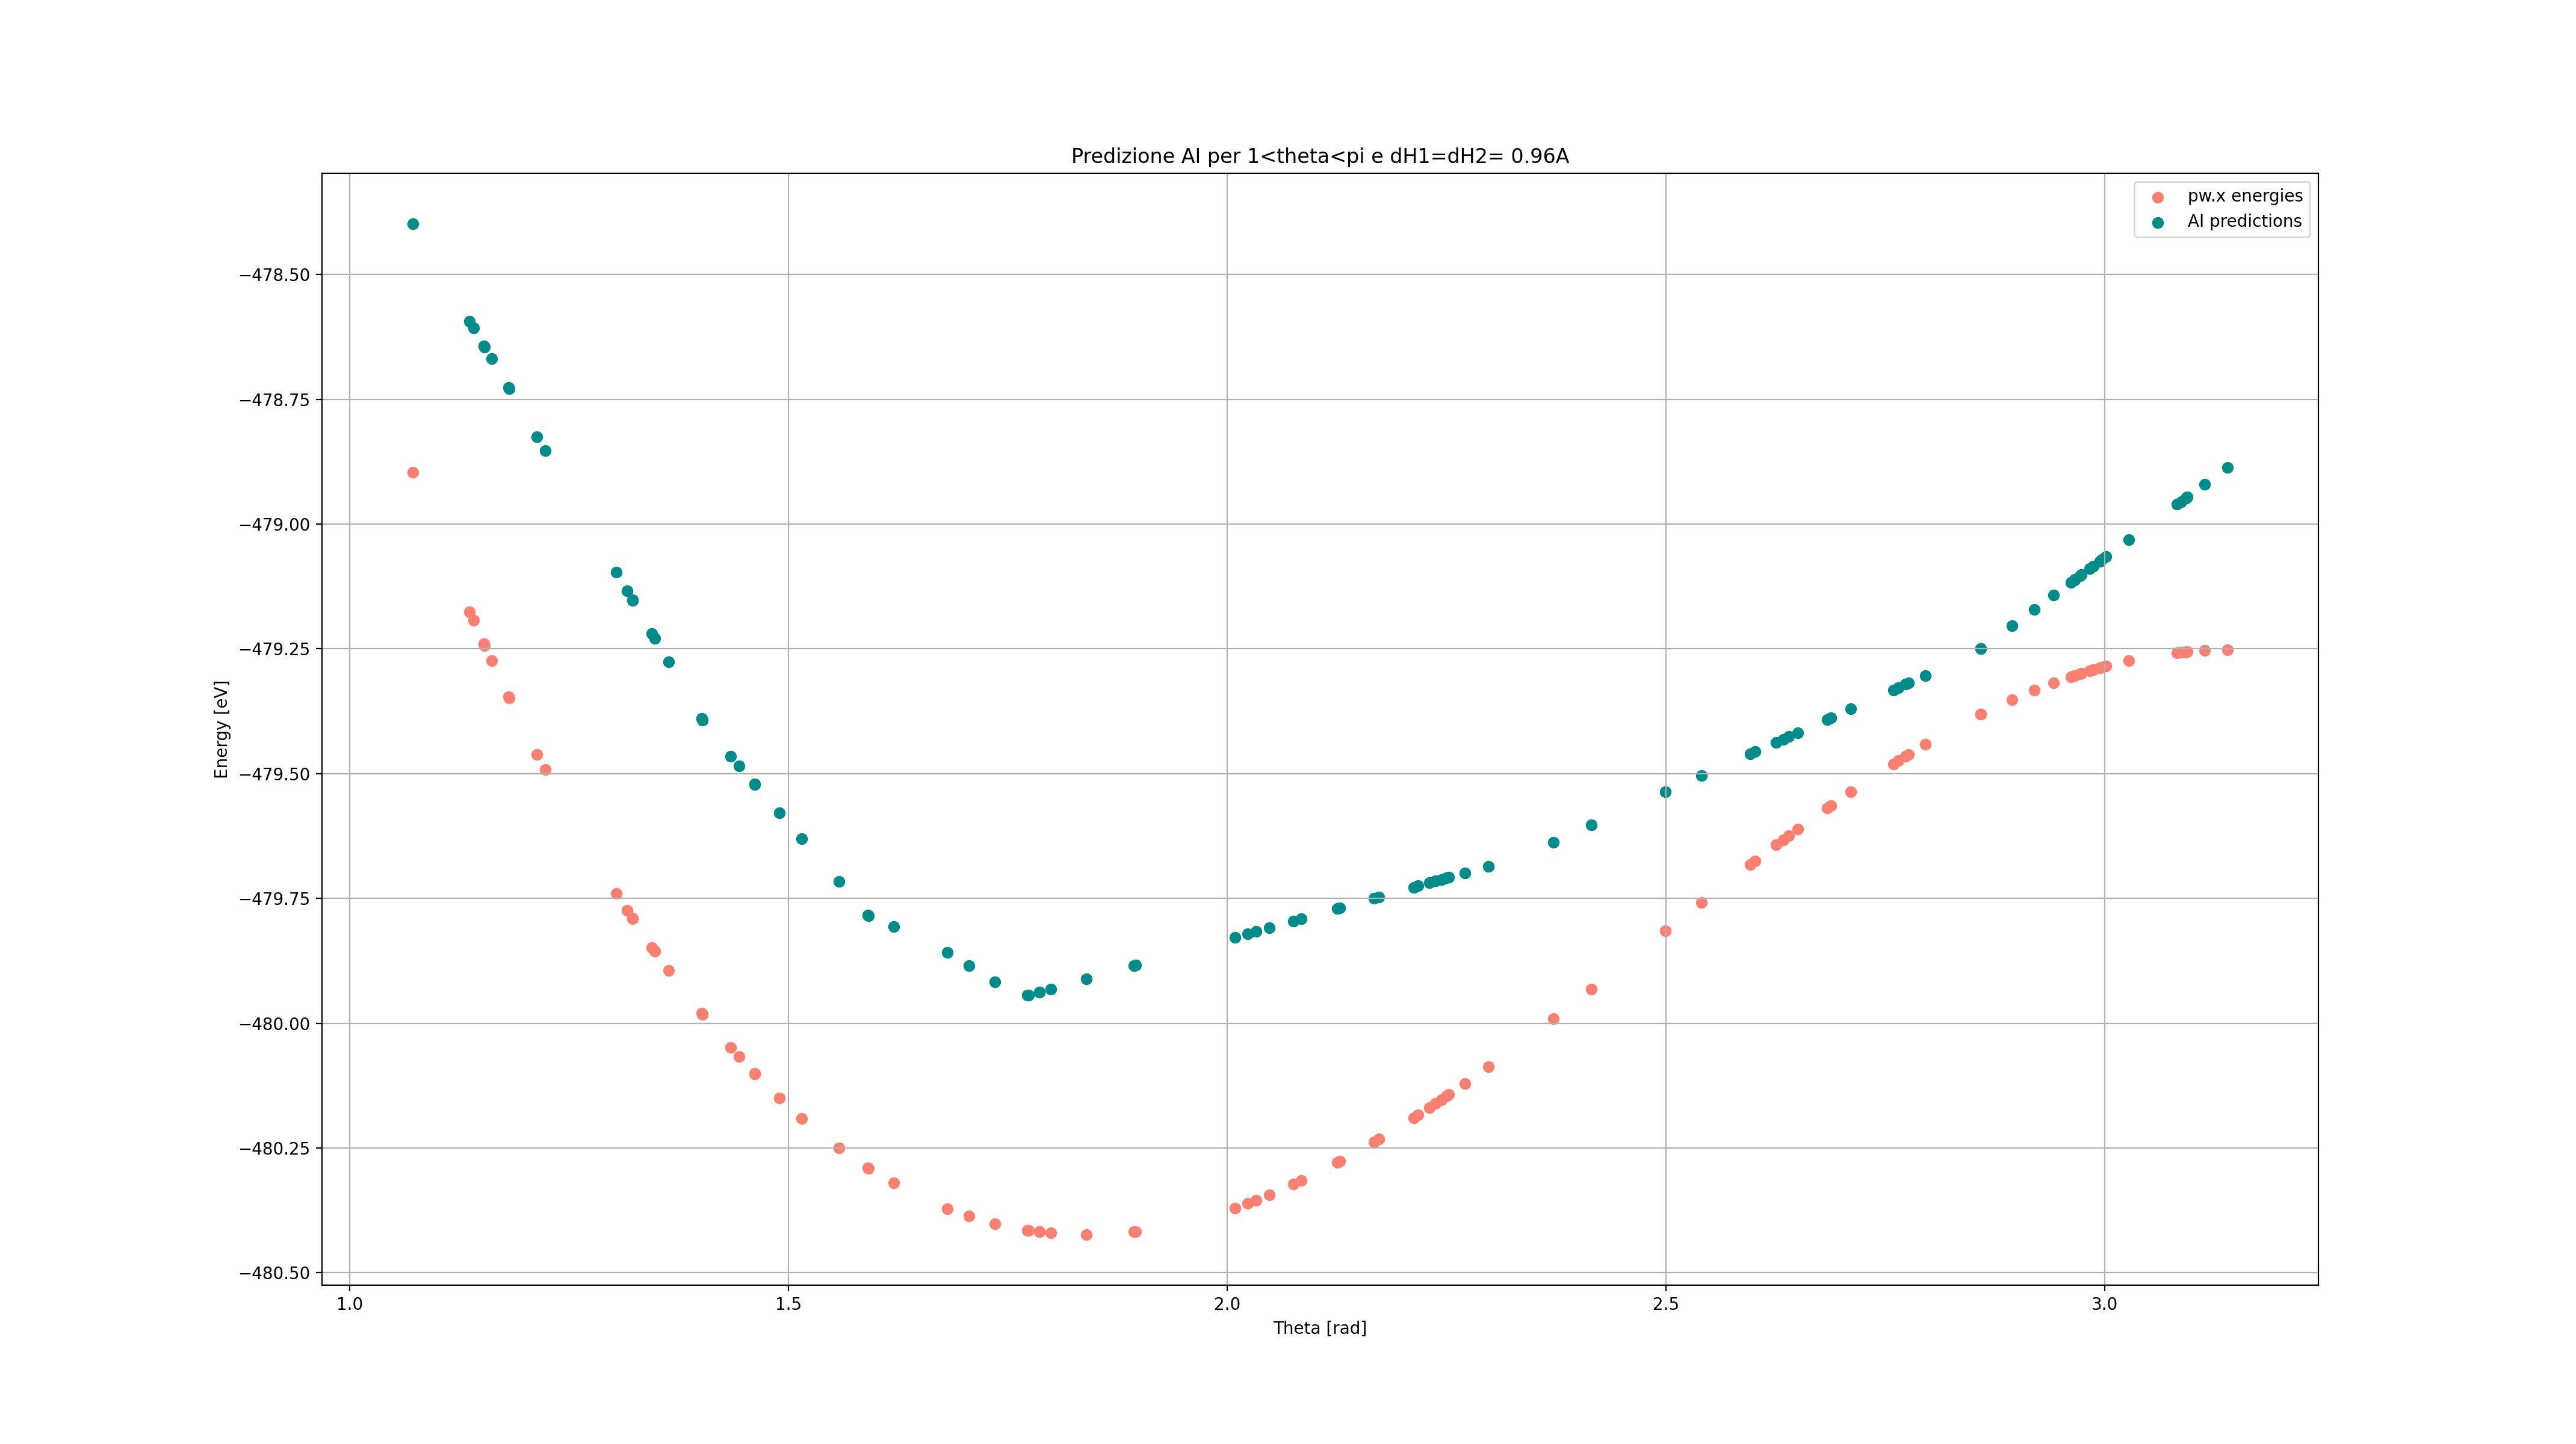 Predizione AI per 1<theta<pi e dH1=dH2= 0.96A
pw.x energies
AI predictions
−478.50
−478.75
−479.00
−479.25
−479.50
−479.75
−480.00
−480.25
−480.50
Energy [eV]
1.0 1.5 2.0 2.5 3.0
Theta [rad]